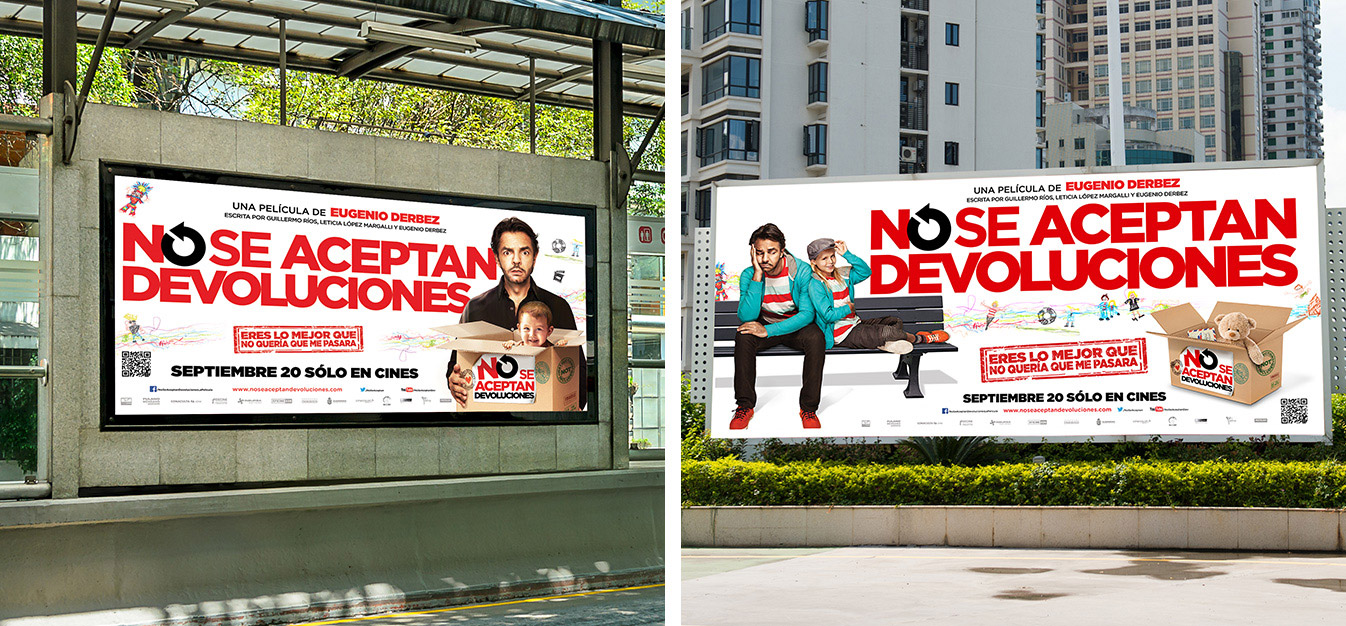 UNA PELÍCULA DE EUGENIO DERBEZ
ESCRITA POR GUILLERMO RÍOS, LETICIA LÓPEZ MARGALLI Y EUGENIO DERBEZ
NO SE ACEPTAN
DEVOLUCIONES
ERES LO MEJOR QUE
NO QUERÍA QUE ME PASARA
SEPTIEMBRE 20 SÓLO EN CINES
www.noseaceptandevoluciones.com
NO SE
ACEPTAN
DEVOLUCIONES
UNA PELÍCULA DE EUGENIO DERBEZ
ESCRITA POR GUILLERMO RÍOS, LETICIA LÓPEZ MARGALLI Y EUGENIO DERBEZ
NO SE ACEPTAN
DEVOLUCIONES
ERES LO MEJOR QUE
NO QUERÍA QUE ME PASARA
SEPTIEMBRE 20 SÓLO EN CINES
www.noseaceptandevoluciones.com
NO SE
ACEPTAN
DEVOLUCIONES